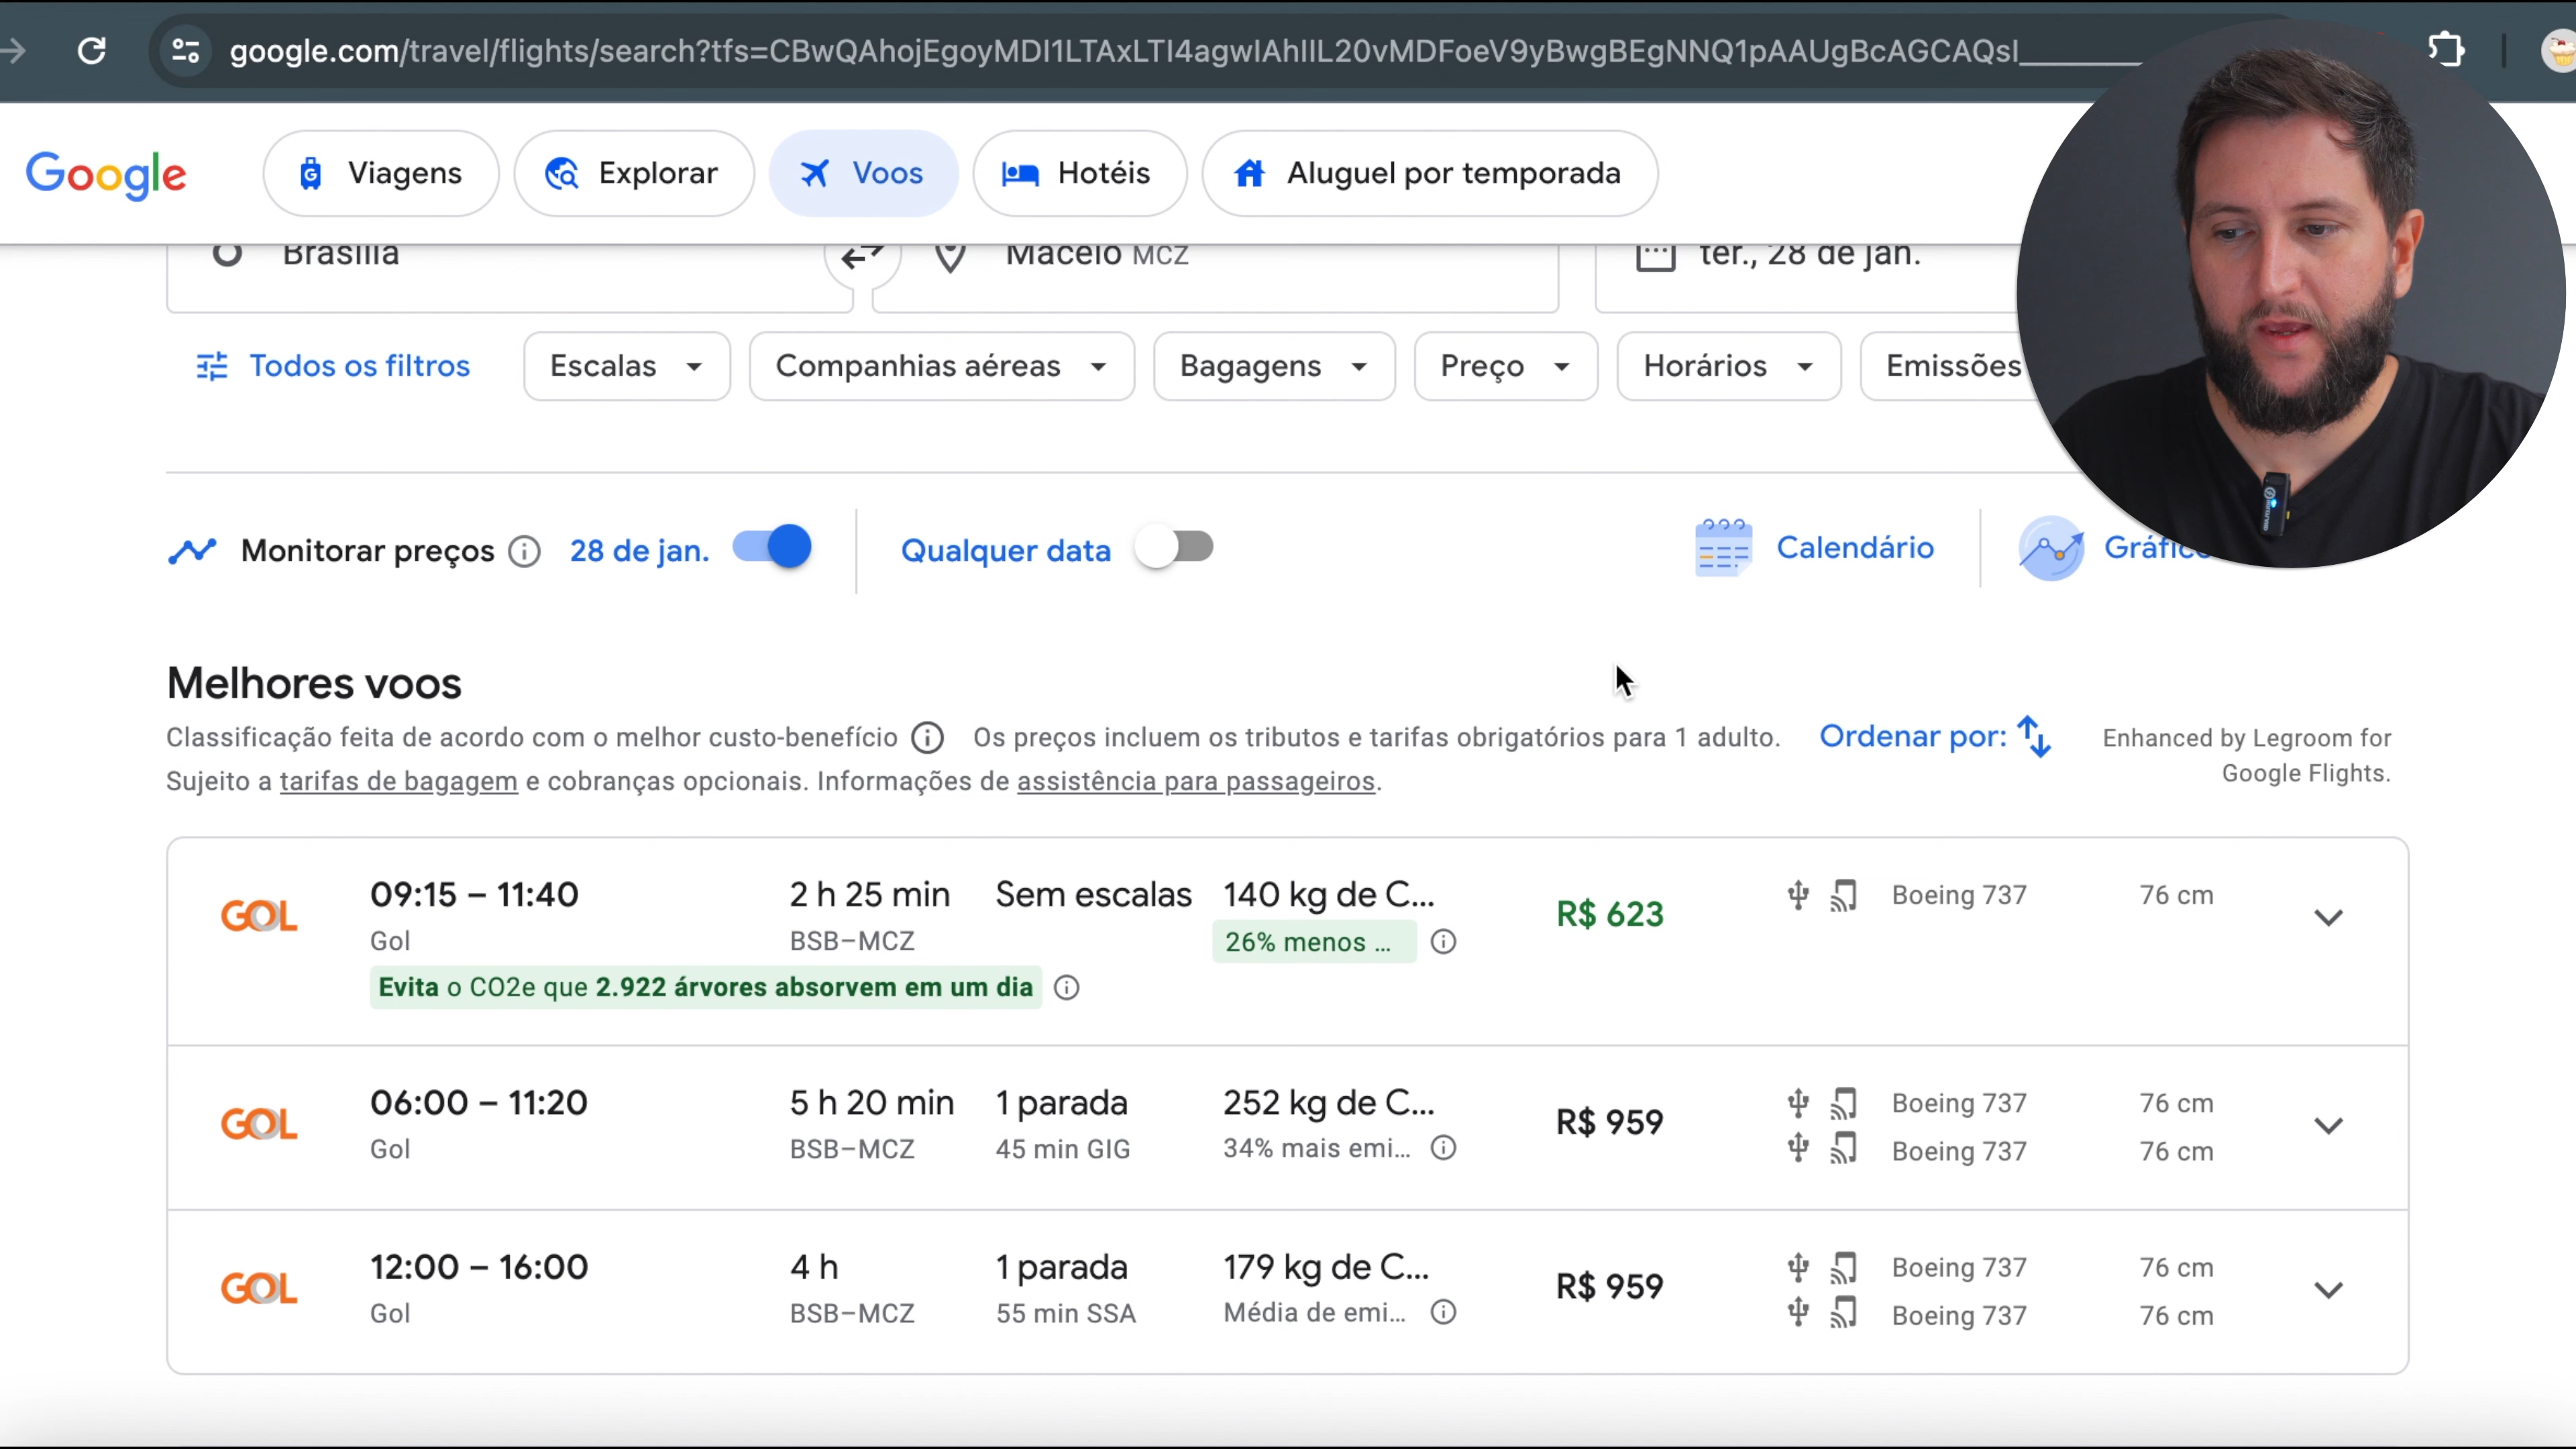 google.com/travel/flights/search?tfs=CBwQAhojEgoyMDI1LTAxLTI4agwIAhIIL20vMDFoeV9yBwgBEgNNQ1pAAUgBcAGCAQsI_________
Google
Viagens
Explorar
Voos
Hotéis
Aluguel por temporada
Brasília
Maceió MCZ
ter., 28 de jan.
Todos os filtros
Escalas
Companhias aéreas
Bagagens
Preço
Horários
Emissões
Monitorar preços
28 de jan.
Qualquer data
Calendário
Melhores voos
Classificação feita de acordo com o melhor custo-benefício
Os preços incluem os tributos e tarifas obrigatórios para 1 adulto.
Sujeito a tarifas de bagagem e cobranças opcionais. Informações de assistência para passageiros.
Ordenar por:
Enhanced by Legroom for
Google Flights.
GOL
09:15 – 11:40
2 h 25 min
Sem escalas
140 kg de C...
R$ 623
Boeing 737
76 cm
Gol
BSB–MCZ
26% menos ...
Evita o CO2e que 2.922 árvores absorvem em um dia
GOL
06:00 – 11:20
5 h 20 min
1 parada
252 kg de C...
R$ 959
Boeing 737
76 cm
Gol
BSB–MCZ
45 min GIG
34% mais emi...
Boeing 737
76 cm
GOL
12:00 – 16:00
4 h
1 parada
179 kg de C...
R$ 959
Boeing 737
76 cm
Gol
BSB–MCZ
55 min SSA
Média de emi...
Boeing 737
76 cm